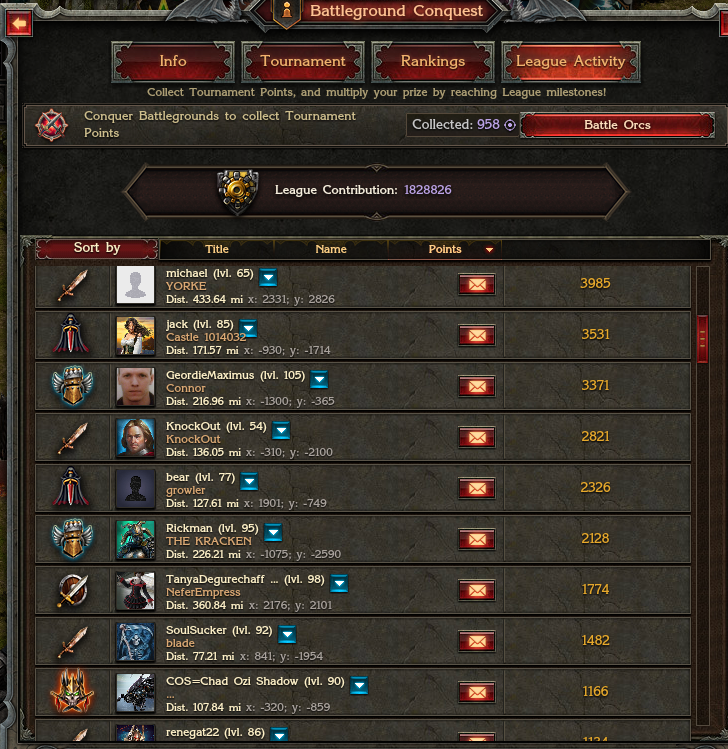 Battleground Conquest
Info
Tournament
Rankings
League Activity
Collect Tournament Points, and multiply your prize by reaching League milestones!
Conquer Battlegrounds to collect Tournament
Points
Collected: 958
Battle Orcs
League Contribution: 1828826
Sort by
Title
Name
Points
michael (lvl. 65)
YORKE
Dist. 433.64 mi x: 2331; y: 2826
3985
jack (lvl. 85)
Castle 1014032
Dist. 171.57 mi x: -930; y: -1714
3531
GeordieMaximus (lvl. 105)
Connor
Dist. 216.96 mi x: -1300; y: -365
3371
KnockOut (lvl. 54)
KnockOut
Dist. 136.05 mi x: -310; y: -2100
2821
bear (lvl. 77)
growler
Dist. 127.61 mi x: 1901; y: -749
2326
Rickman (lvl. 95)
THE KRACKEN
Dist. 226.21 mi x: -1075; y: -2590
2128
TanyaDegurechaff ... (lvl. 98)
NeferEmpress
Dist. 360.84 mi x: 2176; y: 2101
1774
SoulSucker (lvl. 92)
blade
Dist. 77.21 mi x: 841; y: -1954
1482
COS=Chad Ozi Shadow (lvl. 90)
...
Dist. 107.84 mi x: -320; y: -859
1166
renegat22 (lvl. 86)